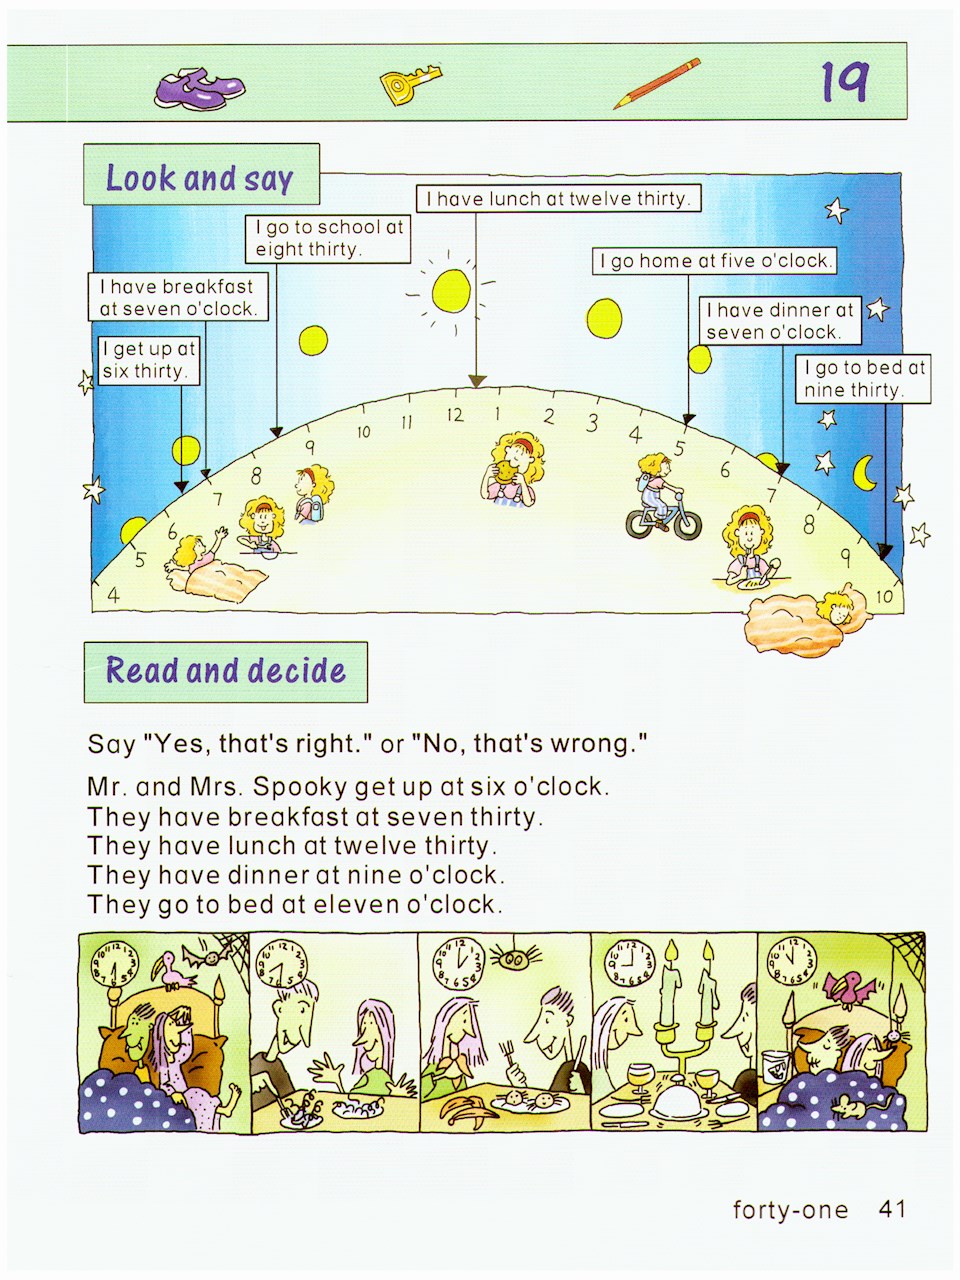 19
Look and say
I have lunch at twelve thirty.
I go to school at
eight thirty.
I go home at five o'clock.
I have breakfast
at seven o'clock.
I have dinner at
seven o'clock.
I get up at
six thirty.
I go to bed at
nine thirty.
4
5
6
7
8
9
10
11
12
1
2
3
4
5
6
7
8
9
10
Read and decide
Say "Yes, that's right." or "No, that's wrong."
Mr. and Mrs. Spooky get up at six o'clock.
They have breakfast at seven thirty.
They have lunch at twelve thirty.
They have dinner at nine o'clock.
They go to bed at eleven o'clock.
forty-one 41